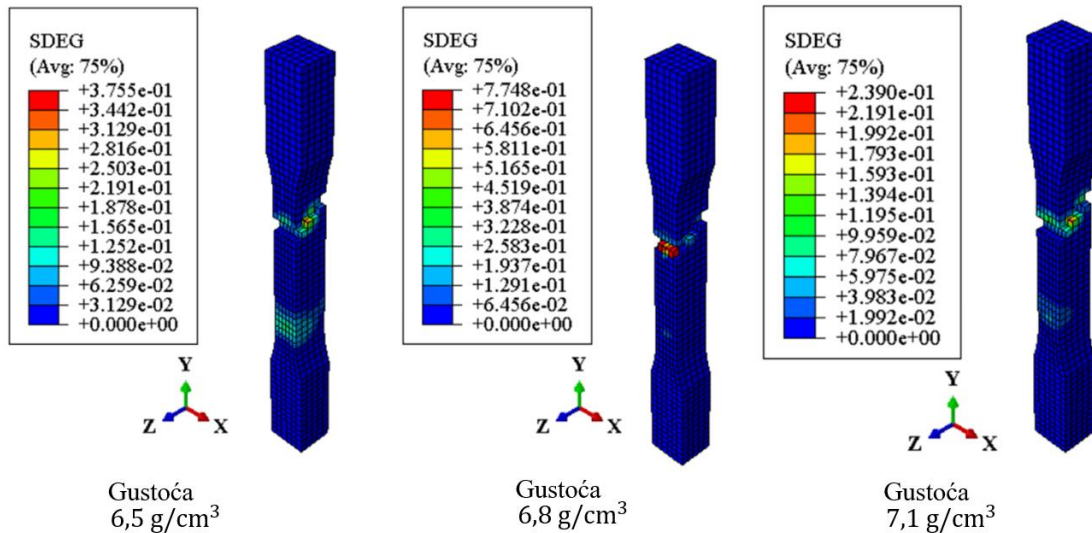 SDEG
(Avg: 75%)
+3.755e-01
+3.442e-01
+3.129e-01
+2.816e-01
+2.503e-01
+2.191e-01
+1.878e-01
+1.565e-01
+1.252e-01
+9.388e-02
+6.259e-02
+3.129e-02
+0.000e+00
Y
Z X
Gustoća
6,5 g/cm³
SDEG
(Avg: 75%)
+7.748e-01
+7.102e-01
+6.456e-01
+5.811e-01
+5.165e-01
+4.519e-01
+3.874e-01
+3.228e-01
+2.583e-01
+1.937e-01
+1.291e-01
+6.456e-02
+0.000e+00
Y
Z X
Gustoća
6,8 g/cm³
SDEG
(Avg: 75%)
+2.390e-01
+2.191e-01
+1.992e-01
+1.793e-01
+1.593e-01
+1.394e-01
+1.195e-01
+9.959e-02
+7.967e-02
+5.975e-02
+3.983e-02
+1.992e-02
+0.000e+00
Y
Z X
Gustoća
7,1 g/cm³